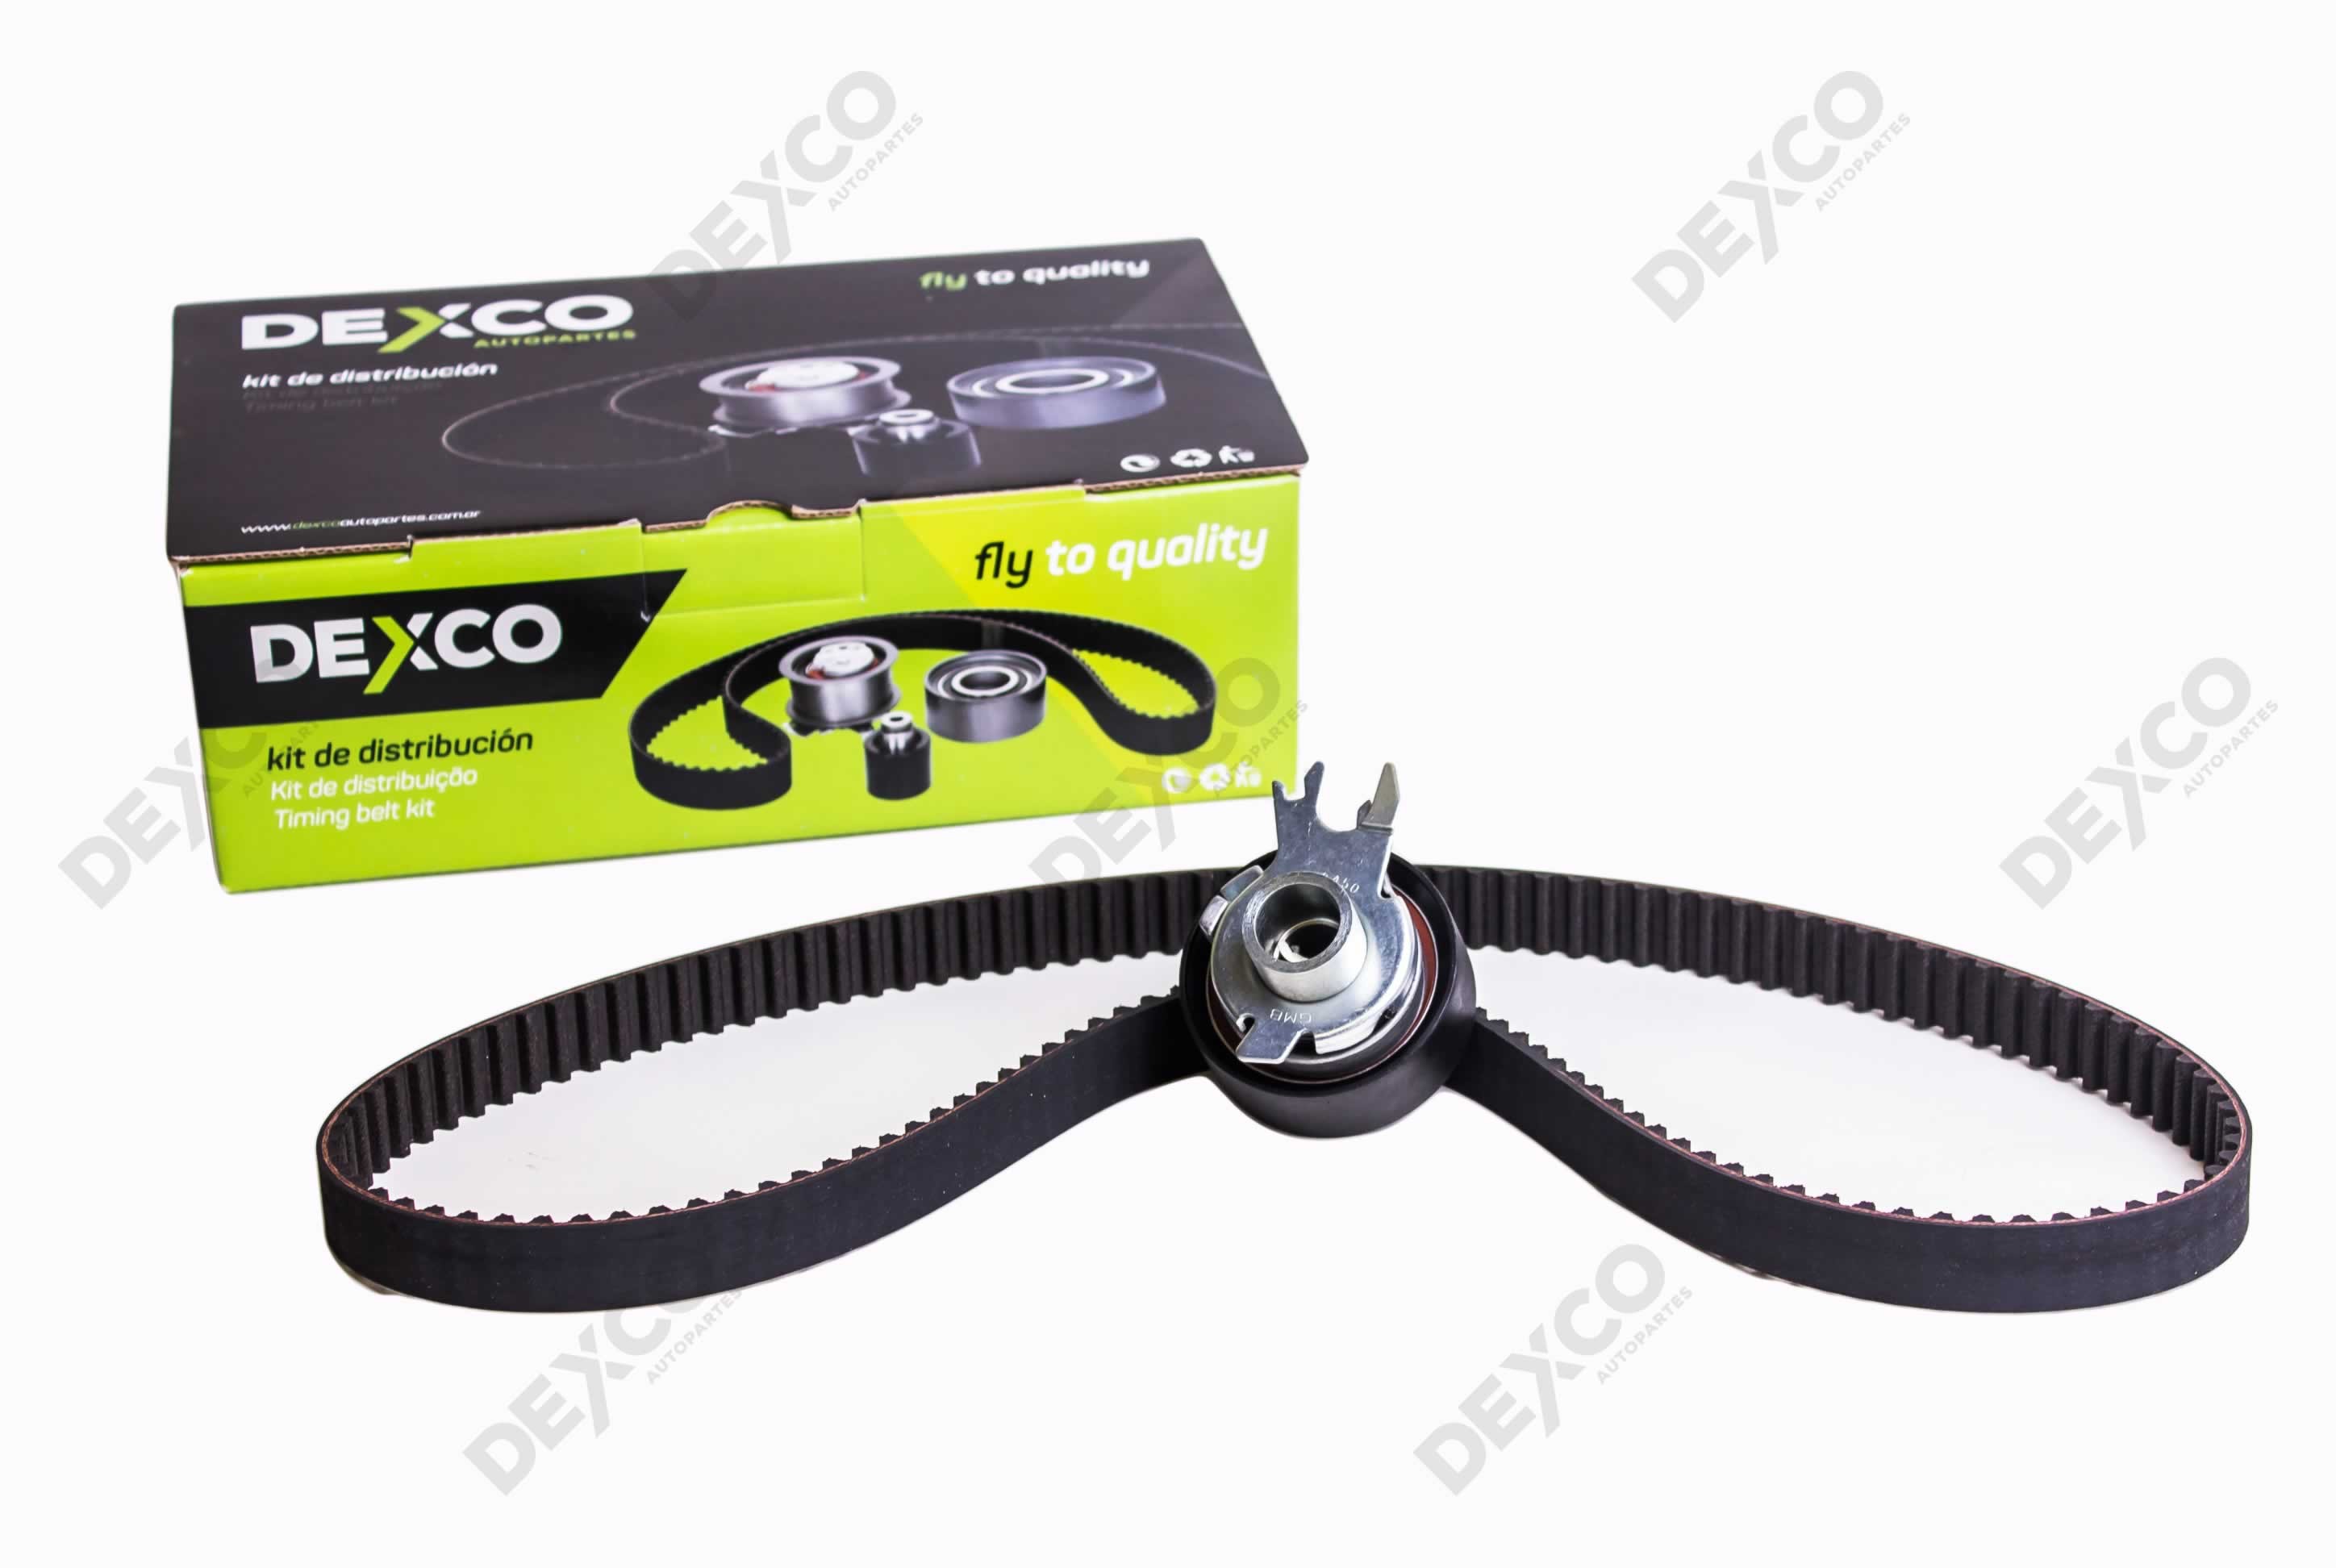 DEXCO
AUTOPARTES
fly to quality
kit de distribución
Kit de distribuição
Timing belt kit
www.dexcoautopartes.com.ar
fly to quality
DEXCO
kit de distribución
Kit de distribuição
Timing belt kit
GMB
DEXCO
AUTOPARTES
DEXCO
AUTOPARTES
DEXCO
AUTOPARTES
DEXCO
AUTOPARTES
DEXCO
AUTOPARTES
DEXCO
AUTOPARTES
DEXCO
AUTOPARTES